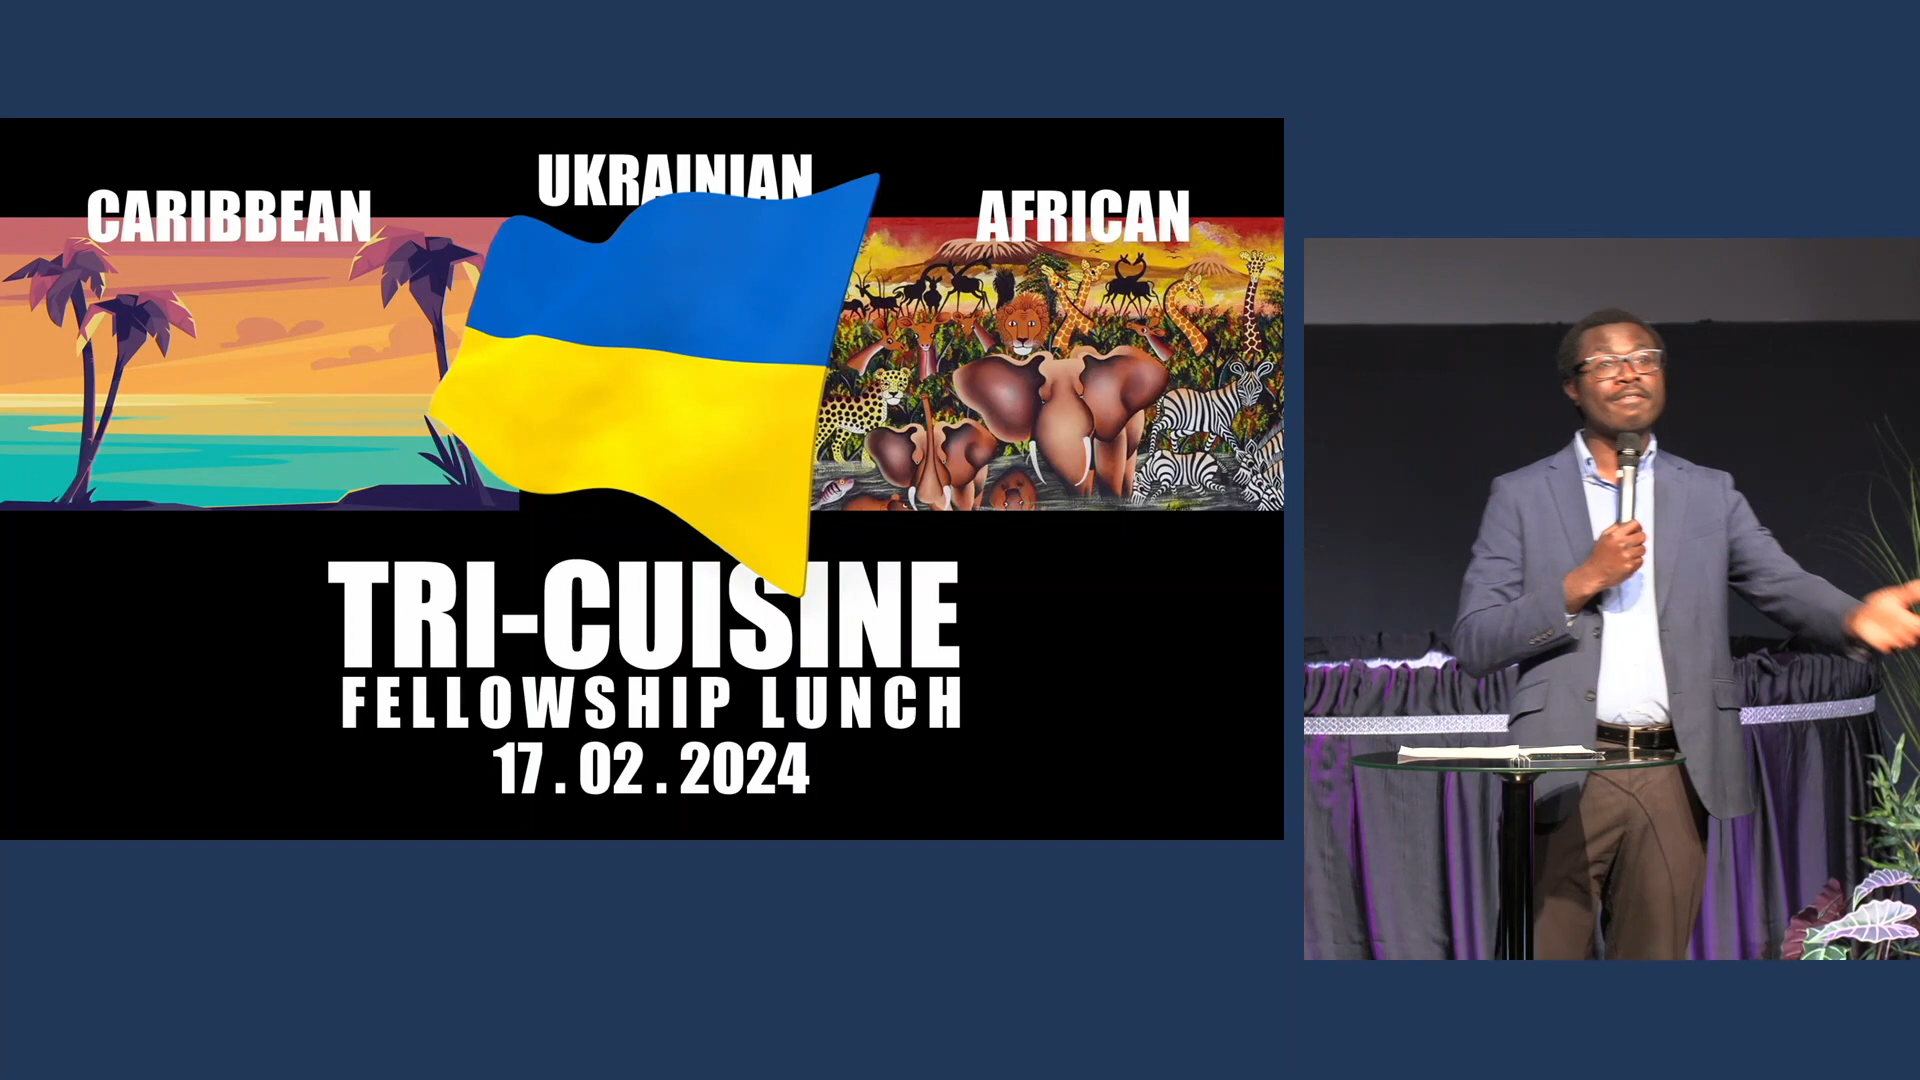 CARIBBEAN
UKRAINIAN
AFRICAN
TRI-CUISINE
FELLOWSHIP LUNCH
17.02.2024